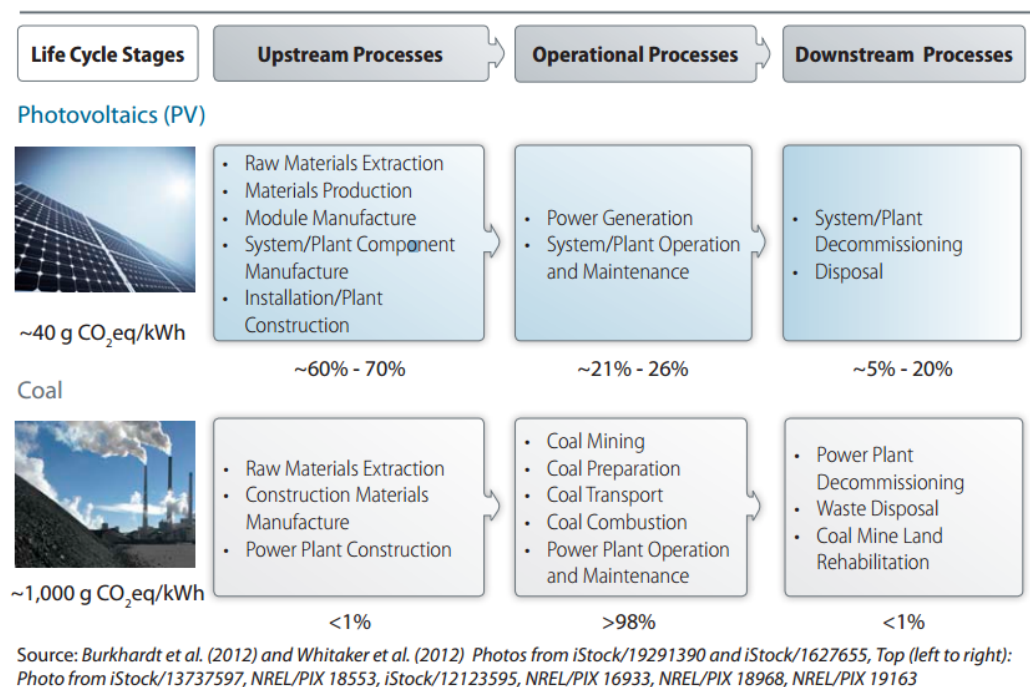 Life Cycle Stages
Upstream Processes
Operational Processes
Downstream Processes
Photovoltaics (PV)
~40 g CO₂eq/kWh
• Raw Materials Extraction
• Materials Production
• Module Manufacture
• System/Plant Component
Manufacture
• Installation/Plant
Construction
~60% - 70%
• Power Generation
• System/Plant Operation
and Maintenance
~21% - 26%
• System/Plant
Decommissioning
• Disposal
~5% - 20%
Coal
~1,000 g CO₂eq/kWh
• Raw Materials Extraction
• Construction Materials
Manufacture
• Power Plant Construction
<1%
• Coal Mining
• Coal Preparation
• Coal Transport
• Coal Combustion
• Power Plant Operation
and Maintenance
>98%
• Power Plant
Decommissioning
• Waste Disposal
• Coal Mine Land
Rehabilitation
<1%
Source: Burkhardt et al. (2012) and Whitaker et al. (2012) Photos from iStock/19291390 and iStock/1627655, Top (left to right):
Photo from iStock/13737597, NREL/PIX 18553, iStock/12123595, NREL/PIX 16933, NREL/PIX 18968, NREL/PIX 19163